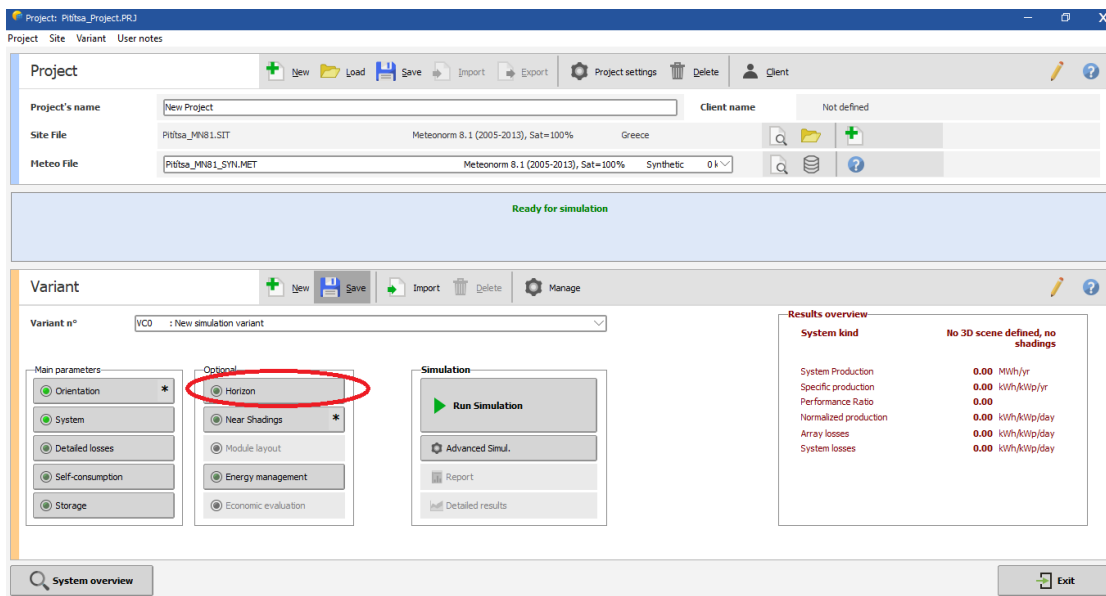 Project: Pitítsa_Project.PRJ
Project Site Variant User notes
Project New Load Save Import Export Project settings Delete Client
Project's name New Project Client name Not defined
Site File Pitítsa_MN81.SIT Meteonorm 8.1 (2005-2013), Sat=100% Greece
Meteo File Pitítsa_MN81_SYN.MET Meteonorm 8.1 (2005-2013), Sat=100% Synthetic 0 k
Ready for simulation
Variant New Save Import Delete Manage
Variant n° VC0 : New simulation variant
Results overview
System kind No 3D scene defined, no
shadings
Main parameters Optional Simulation
Orientation * Horizon Run Simulation
System Near Shadings *
Detailed losses Module layout Advanced Simul.
Self-consumption Energy management Report
Storage Economic evaluation Detailed results
System Production 0.00 MWh/yr
Specific production 0.00 kWh/kWp/yr
Performance Ratio 0.00
Normalized production 0.00 kWh/kWp/day
Array losses 0.00 kWh/kWp/day
System losses 0.00 kWh/kWp/day
System overview Exit